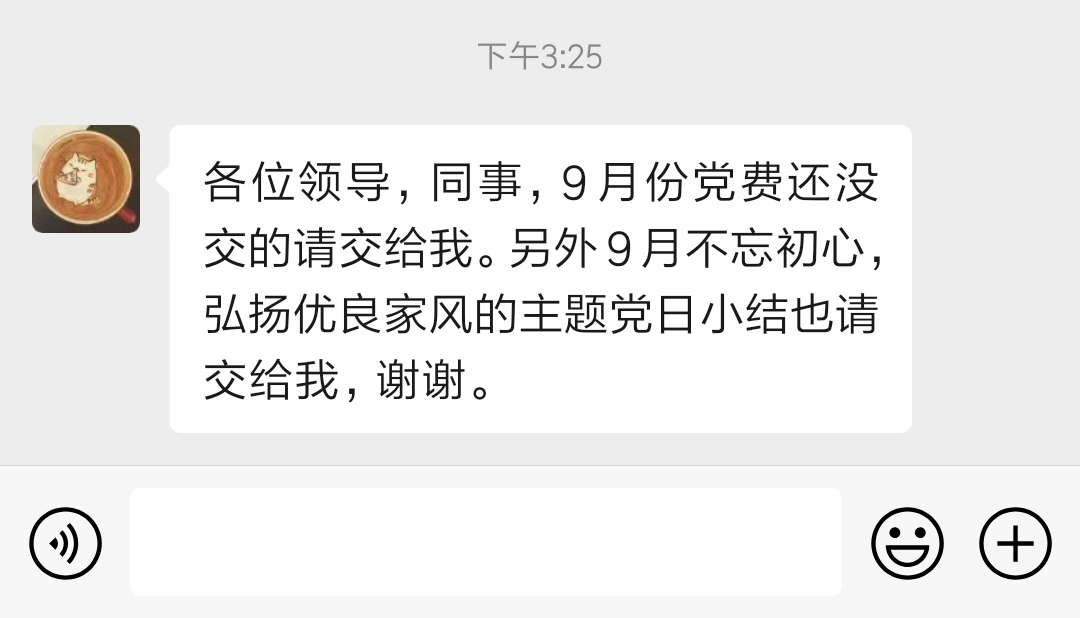 下午3:25
各位领导，同事，9月份党费还没
交的请交给我。另外9月不忘初心，
弘扬优良家风的主题党日小结也请
交给我，谢谢。